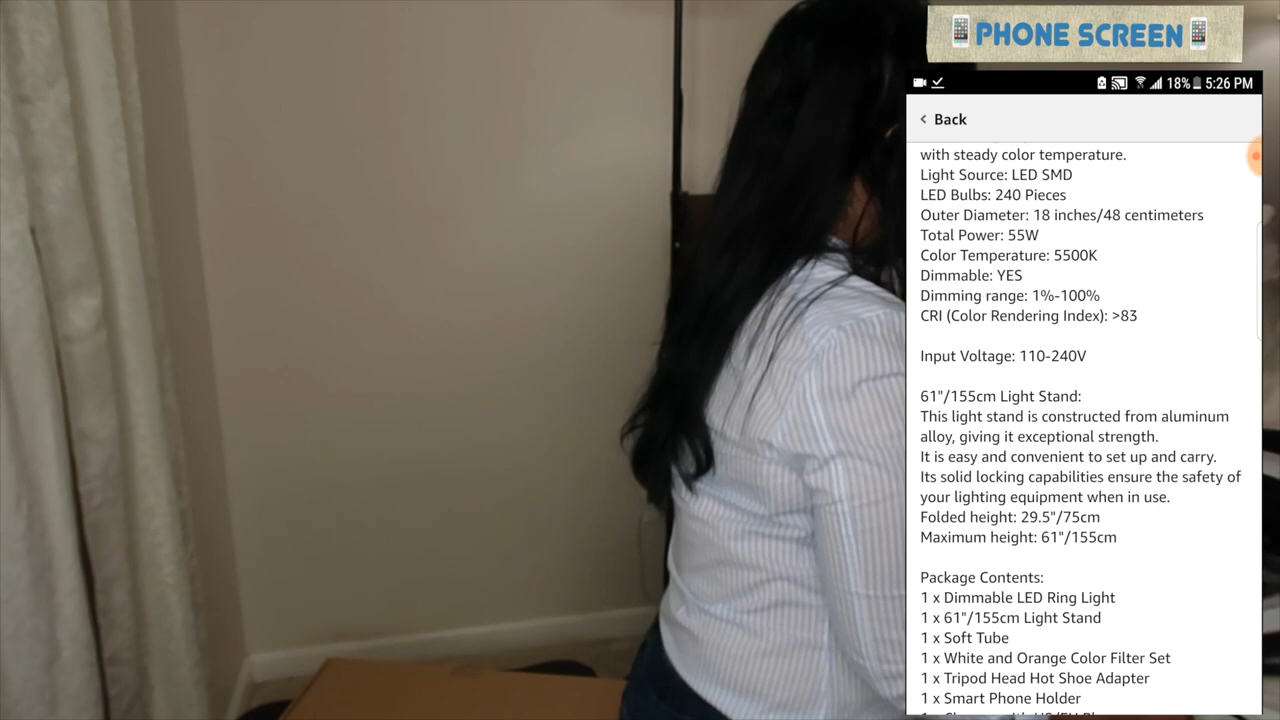 PHONE SCREEN
18% 5:26 PM
Back
with steady color temperature.
Light Source: LED SMD
LED Bulbs: 240 Pieces
Outer Diameter: 18 inches/48 centimeters
Total Power: 55W
Color Temperature: 5500K
Dimmable: YES
Dimming range: 1%-100%
CRI (Color Rendering Index): >83
Input Voltage: 110-240V
61"/155cm Light Stand:
This light stand is constructed from aluminum
alloy, giving it exceptional strength.
It is easy and convenient to set up and carry.
Its solid locking capabilities ensure the safety of
your lighting equipment when in use.
Folded height: 29.5"/75cm
Maximum height: 61"/155cm
Package Contents:
1 x Dimmable LED Ring Light
1 x 61"/155cm Light Stand
1 x Soft Tube
1 x White and Orange Color Filter Set
1 x Tripod Head Hot Shoe Adapter
1 x Smart Phone Holder